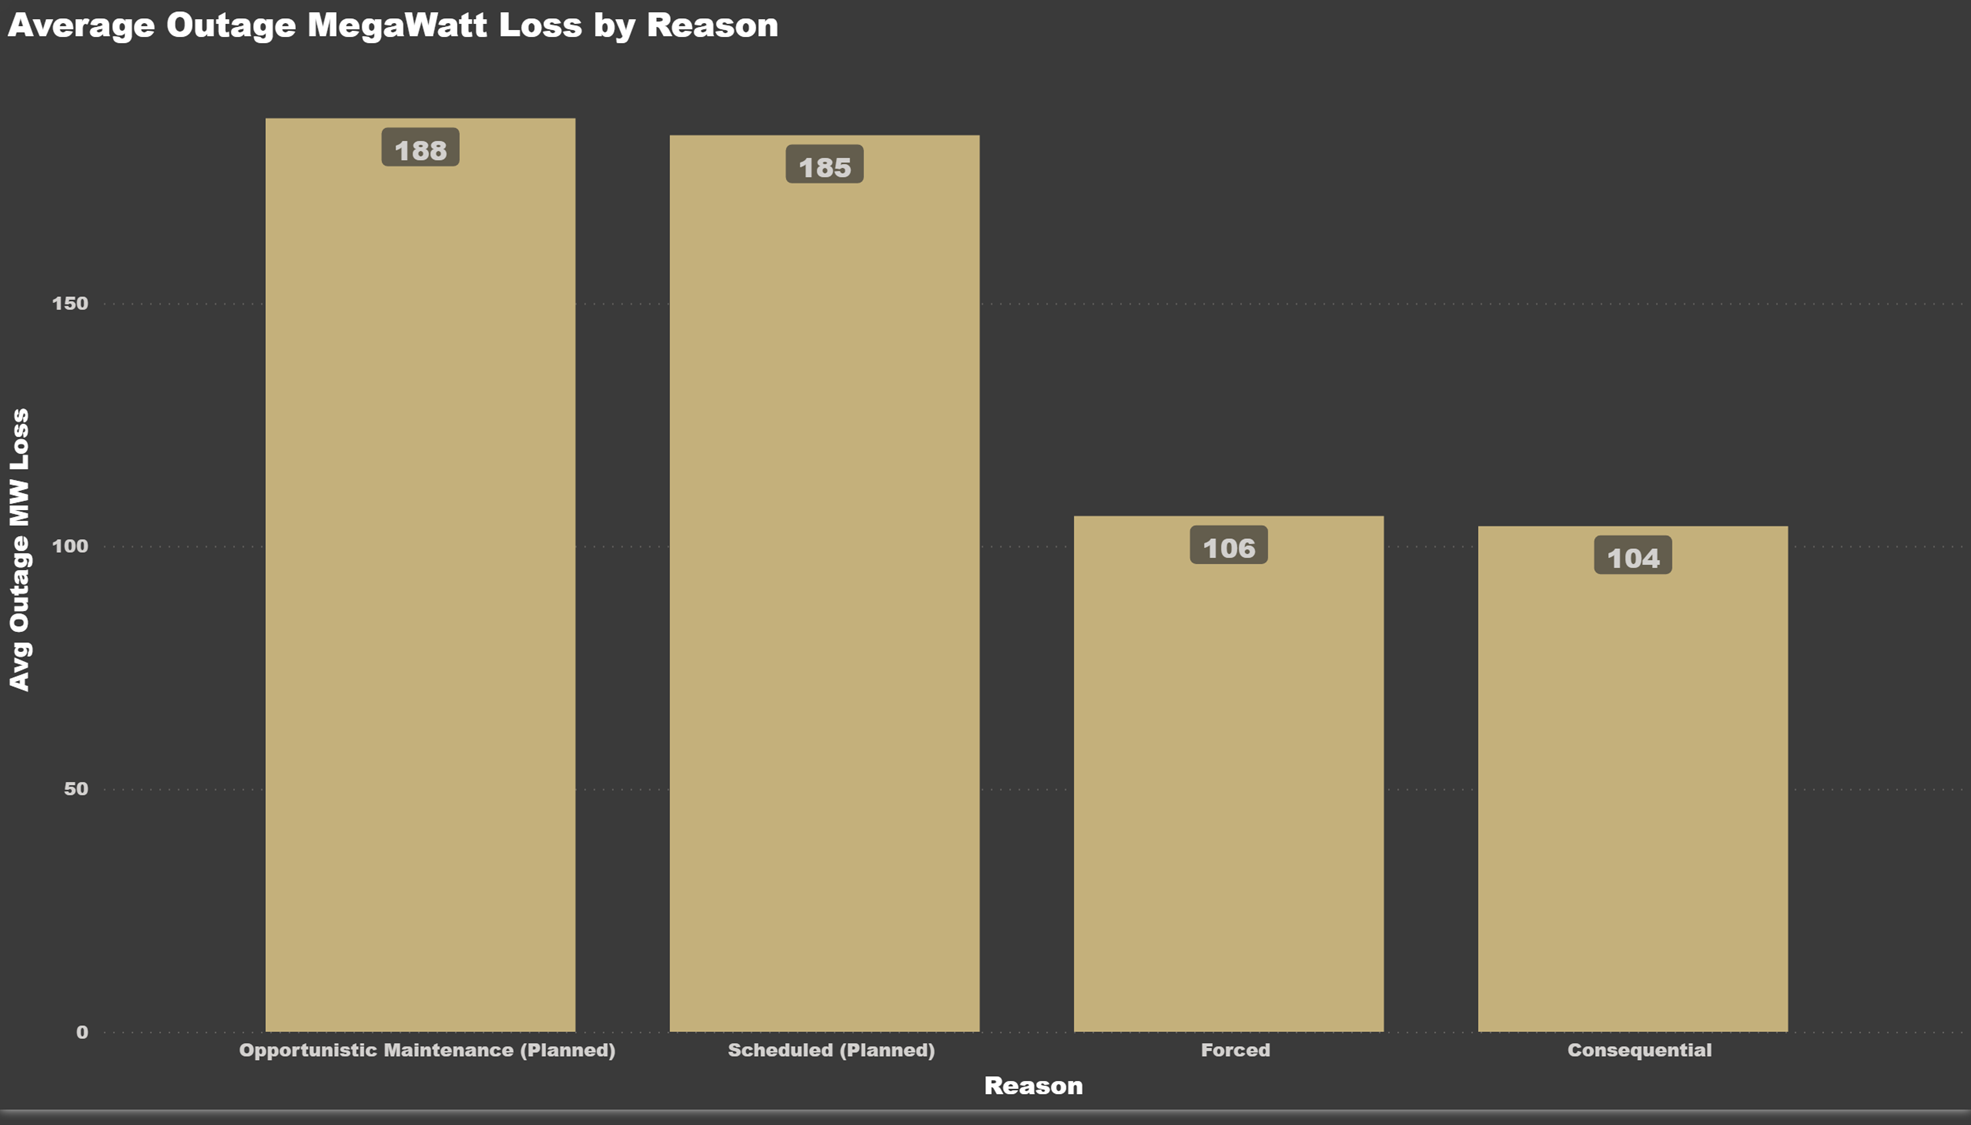 Average Outage MegaWatt Loss by Reason
188
185
106
104
150
100
50
0
Avg Outage MW Loss
Opportunistic Maintenance (Planned)
Scheduled (Planned)
Forced
Consequential
Reason